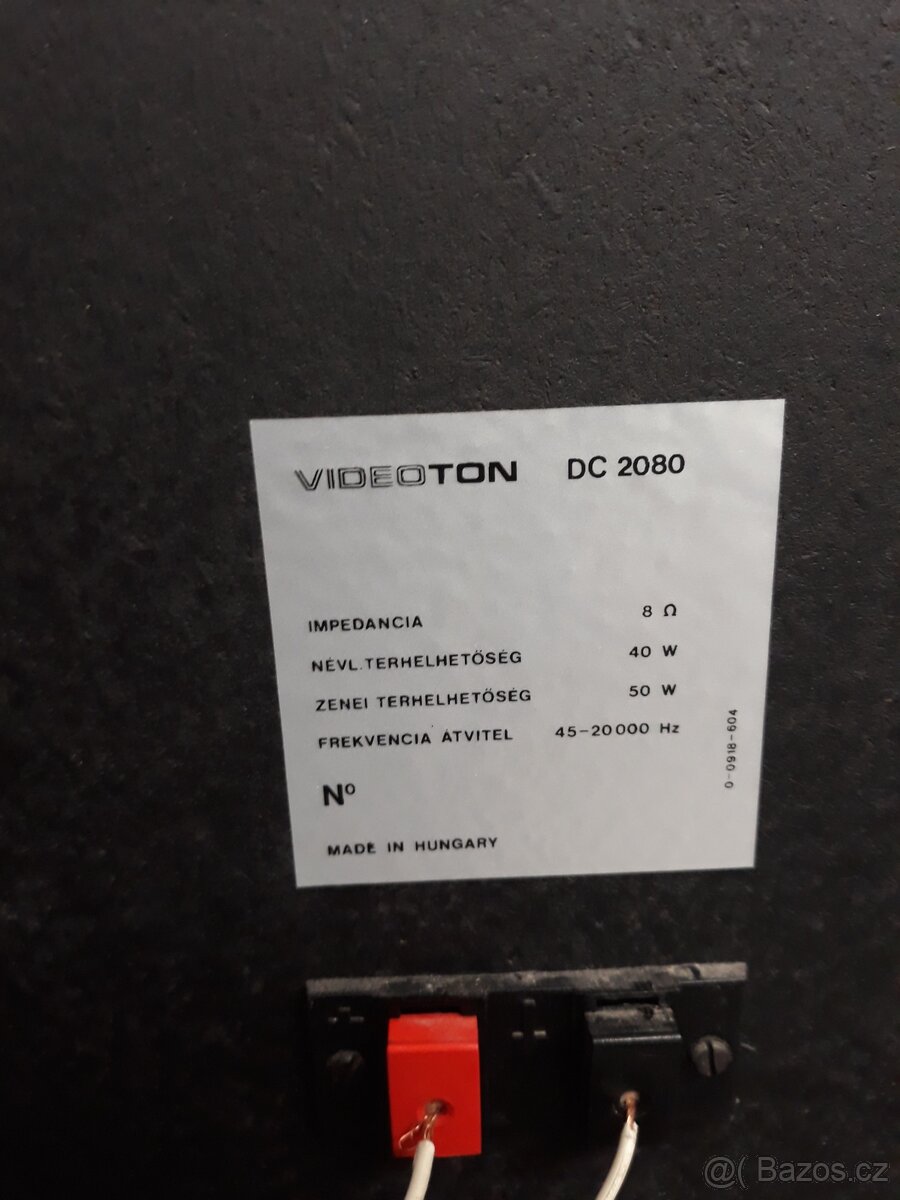 VIDEOTON DC 2080
IMPEDANCIA 8 Ω
NÉVL.TERHELHETŐSÉG 40 W
ZENEI TERHELHETŐSÉG 50 W
FREKVENCIA ÁTVITEL 45-20000 Hz
0-0918-604
Nº
MADE IN HUNGARY
@( Bazos.cz